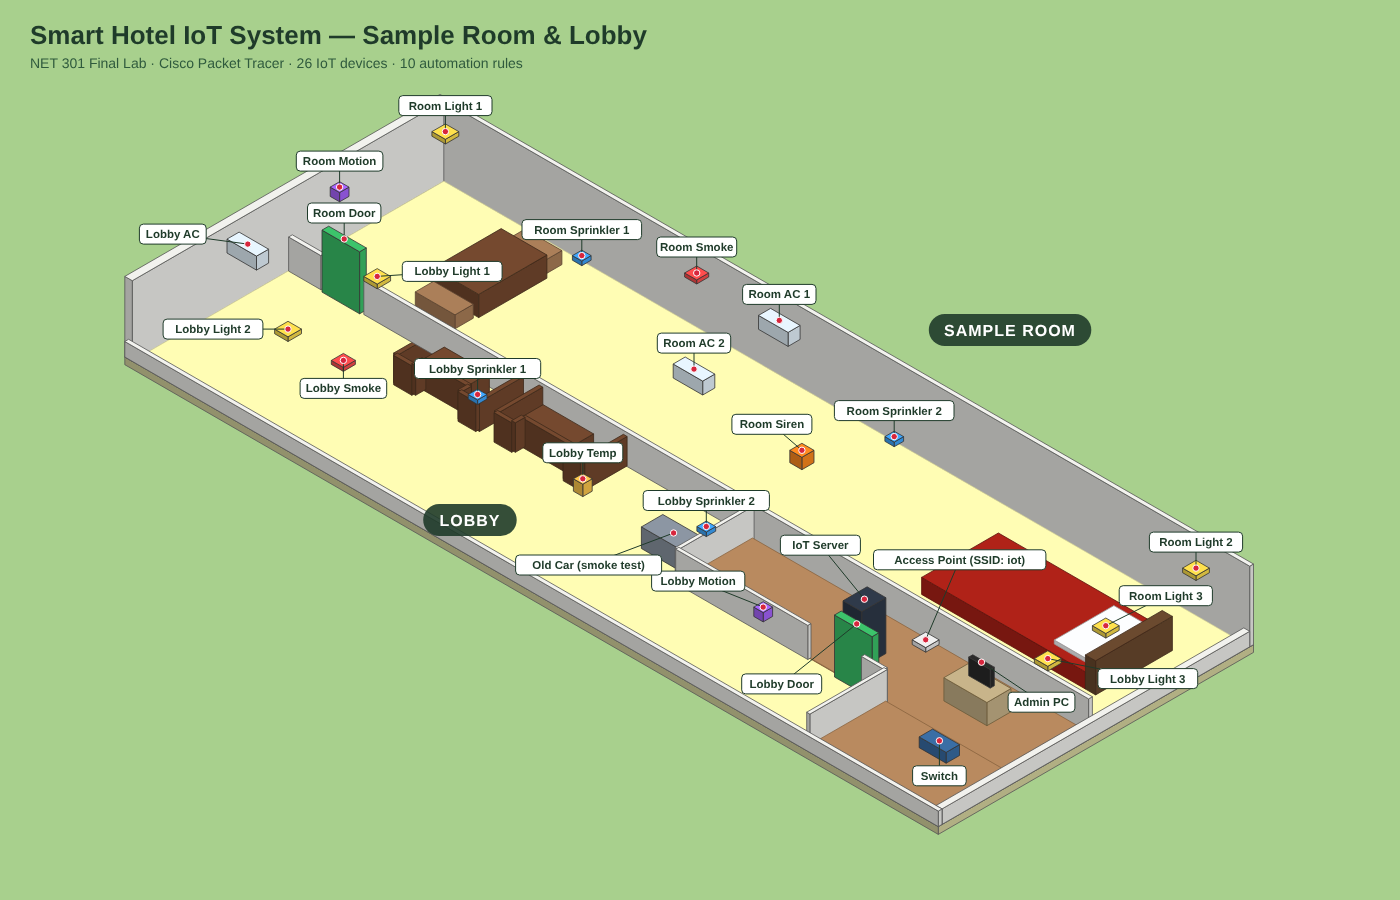 Smart Hotel IoT System — Sample Room & Lobby
NET 301 Final Lab · Cisco Packet Tracer · 26 IoT devices · 10 automation rules
Room Light 1
Room Motion
Room Door
Lobby AC
Room Sprinkler 1
Room Smoke
Lobby Light 1
Room AC 1
Lobby Light 2
SAMPLE ROOM
Room AC 2
Lobby Sprinkler 1
Lobby Smoke
Room Sprinkler 2
Room Siren
Lobby Temp
Lobby Sprinkler 2
LOBBY
IoT Server
Room Light 2
Access Point (SSID: iot)
Old Car (smoke test)
Lobby Motion
Room Light 3
Lobby Light 3
Lobby Door
Admin PC
Switch